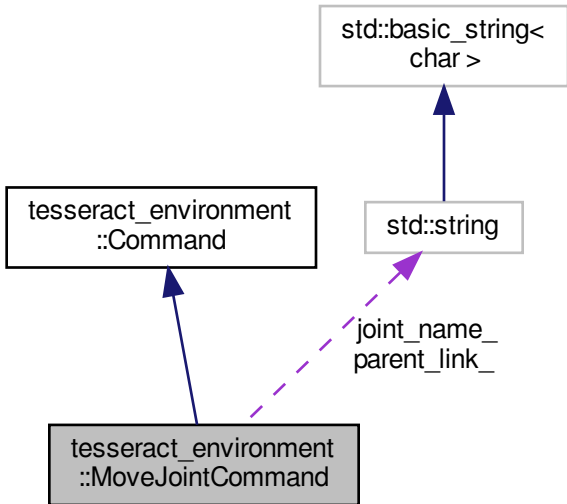 std::basic_string<
char >
tesseract_environment
::Command
std::string
joint_name_
parent_link_
tesseract_environment
::MoveJointCommand